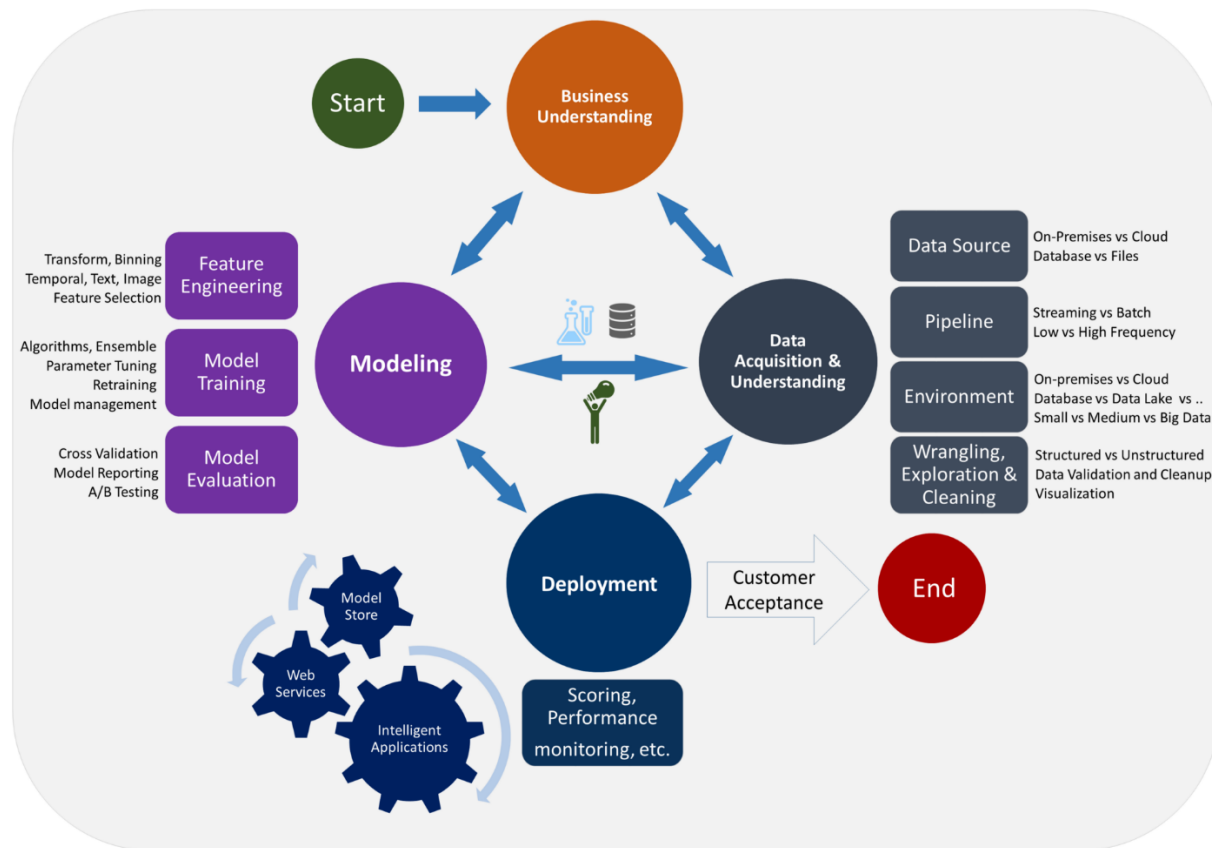 Start
Business
Understanding
Transform, Binning
Temporal, Text, Image
Feature Selection
Feature
Engineering
Algorithms, Ensemble
Parameter Tuning
Retraining
Model management
Model
Training
Cross Validation
Model Reporting
A/B Testing
Model
Evaluation
Modeling
Data
Acquisition &
Understanding
Data Source
On-Premises vs Cloud
Database vs Files
Pipeline
Streaming vs Batch
Low vs High Frequency
Environment
On-premises vs Cloud
Database vs Data Lake vs ..
Small vs Medium vs Big Data
Wrangling,
Exploration &
Cleaning
Structured vs Unstructured
Data Validation and Cleanup
Visualization
Deployment
Customer
Acceptance
End
Scoring,
Performance
monitoring, etc.
Model
Store
Web
Services
Intelligent
Applications